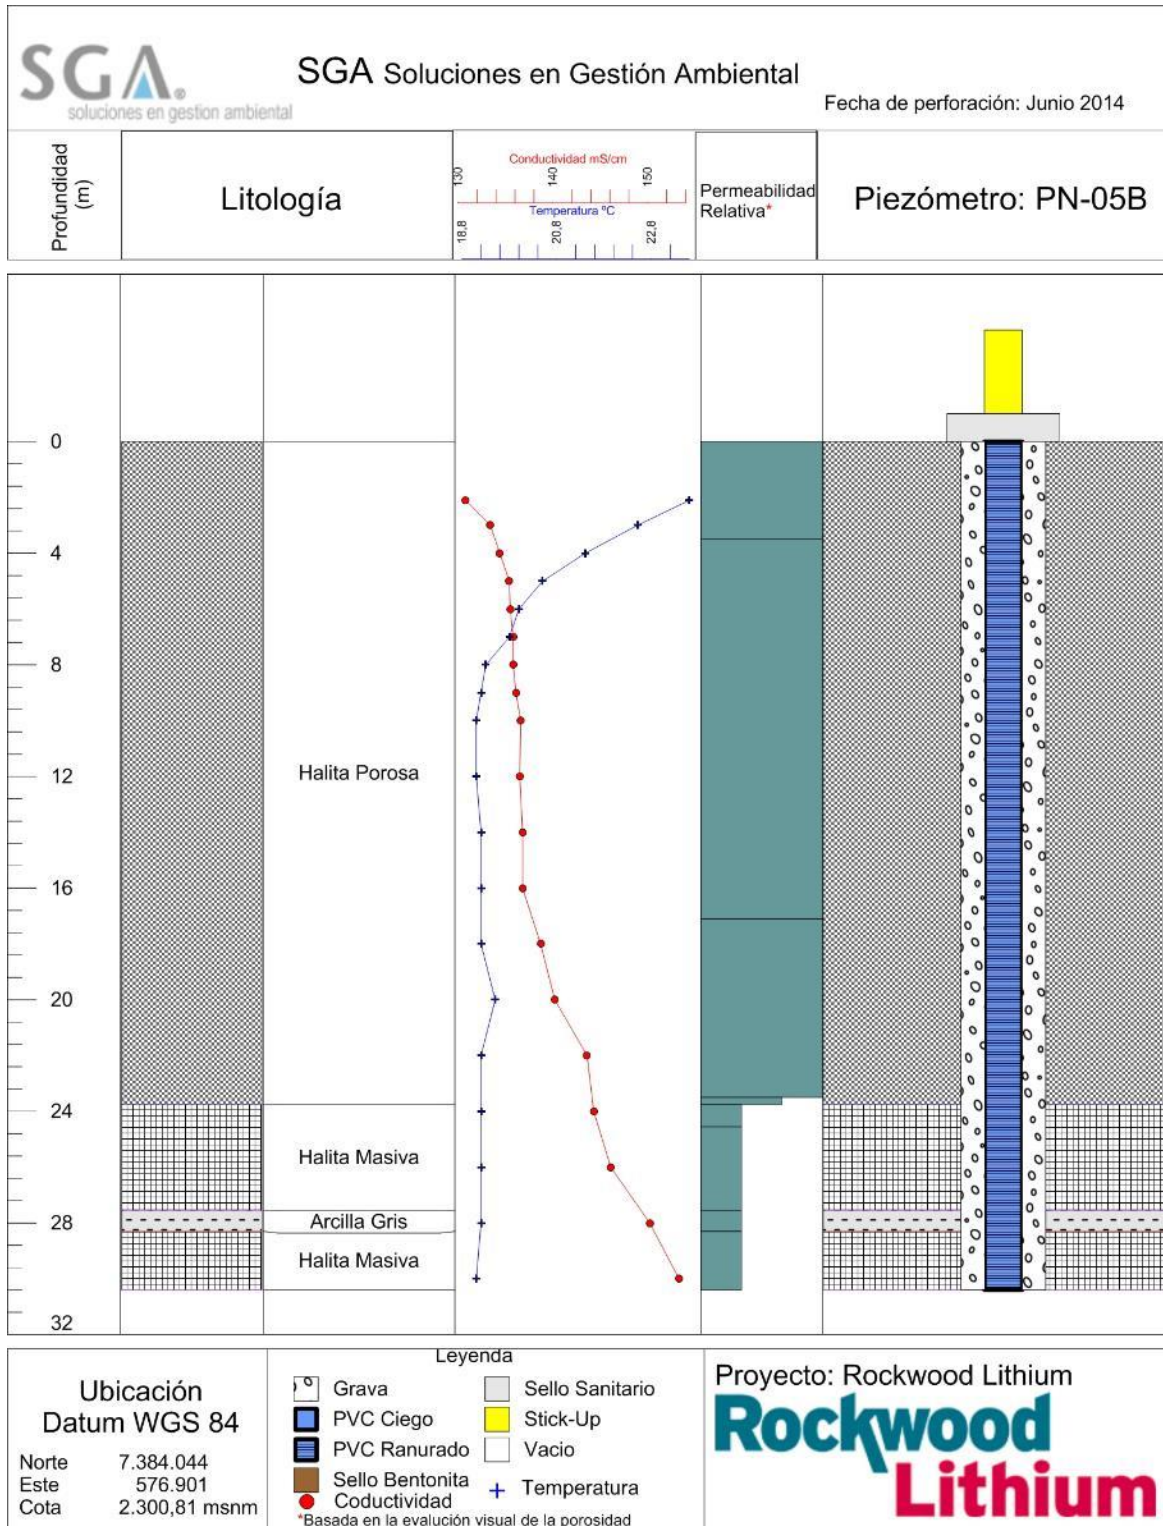 SGA®
soluciones en gestion ambiental
SGA Soluciones en Gestión Ambiental
Fecha de perforación: Junio 2014
Profundidad
(m)
Litología
Conductividad mS/cm
130
140
150
Temperatura ºC
18,8
20,8
22,8
Permeabilidad
Relativa*
Piezómetro: PN-05B
0
4
8
12
16
20
24
28
32
Halita Porosa
Halita Masiva
Arcilla Gris
Halita Masiva
Ubicación
Datum WGS 84
Norte 7.384.044
Este 576.901
Cota 2.300,81 msnm
Leyenda
Grava
PVC Ciego
PVC Ranurado
Sello Bentonita
Coductividad
Sello Sanitario
Stick-Up
Vacio
Temperatura
*Basada en la evalución visual de la porosidad
Proyecto: Rockwood Lithium
Rockwood
Lithium